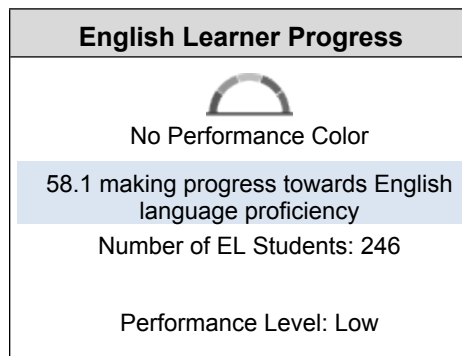 English Learner Progress
No Performance Color
58.1 making progress towards English
language proficiency
Number of EL Students: 246
Performance Level: Low